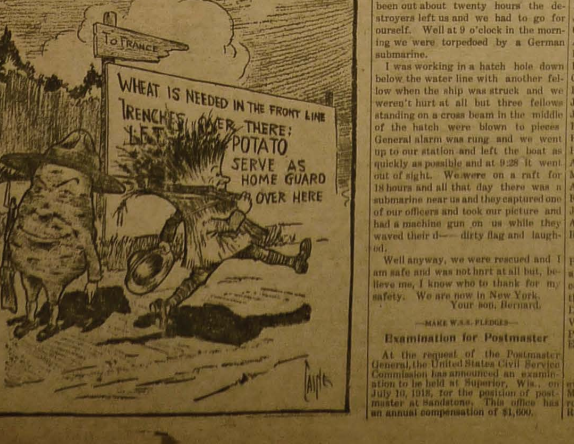 TO FRANCE
WHAT IS NEEDED IN THE FRONT LINE
TRENCHES OVER THERE:
LET POTATO
SERVE AS
HOME GUARD
OVER HERE
CAINE
been out about twenty hours the de-
stroyers left us and we had to go for
ourself. Well at 9 o'clock in the morn-
ing we were torpedoed by a German
submarine.
I was working in a hatch hole down
below the water line with another fel-
low when the ship was struck and we
weren't hurt at all but three fellows
standing on a cross beam in the middle
of the hatch were blown to pieces
General alarm was rung and we went
up to our station and left the boat as
quickly as possible and at 9:28 it went
out of sight. We were on a raft for
18 hours and all that day there was a
submarine near us and they captured one
of our officers and took our picture and
had a machine gun on us while they
waved their d—— dirty flag and laugh-
ed.
Well anyway, we were rescued and I
am safe and was not hurt at all but, be-
lieve me, I know who to thank for my
safety. We are now in New York.
Your son, Bernard.
—MAKE W.S.S. PLEDGES—
Examination for Postmaster
At the request of the Postmaster
General, the United States Civil Service
Commission has announced an examin-
ation to be held at Superior, Wis., on
July 10, 1918, for the position of post-
master at Sandstone. This office has
an annual compensation of $1,600.